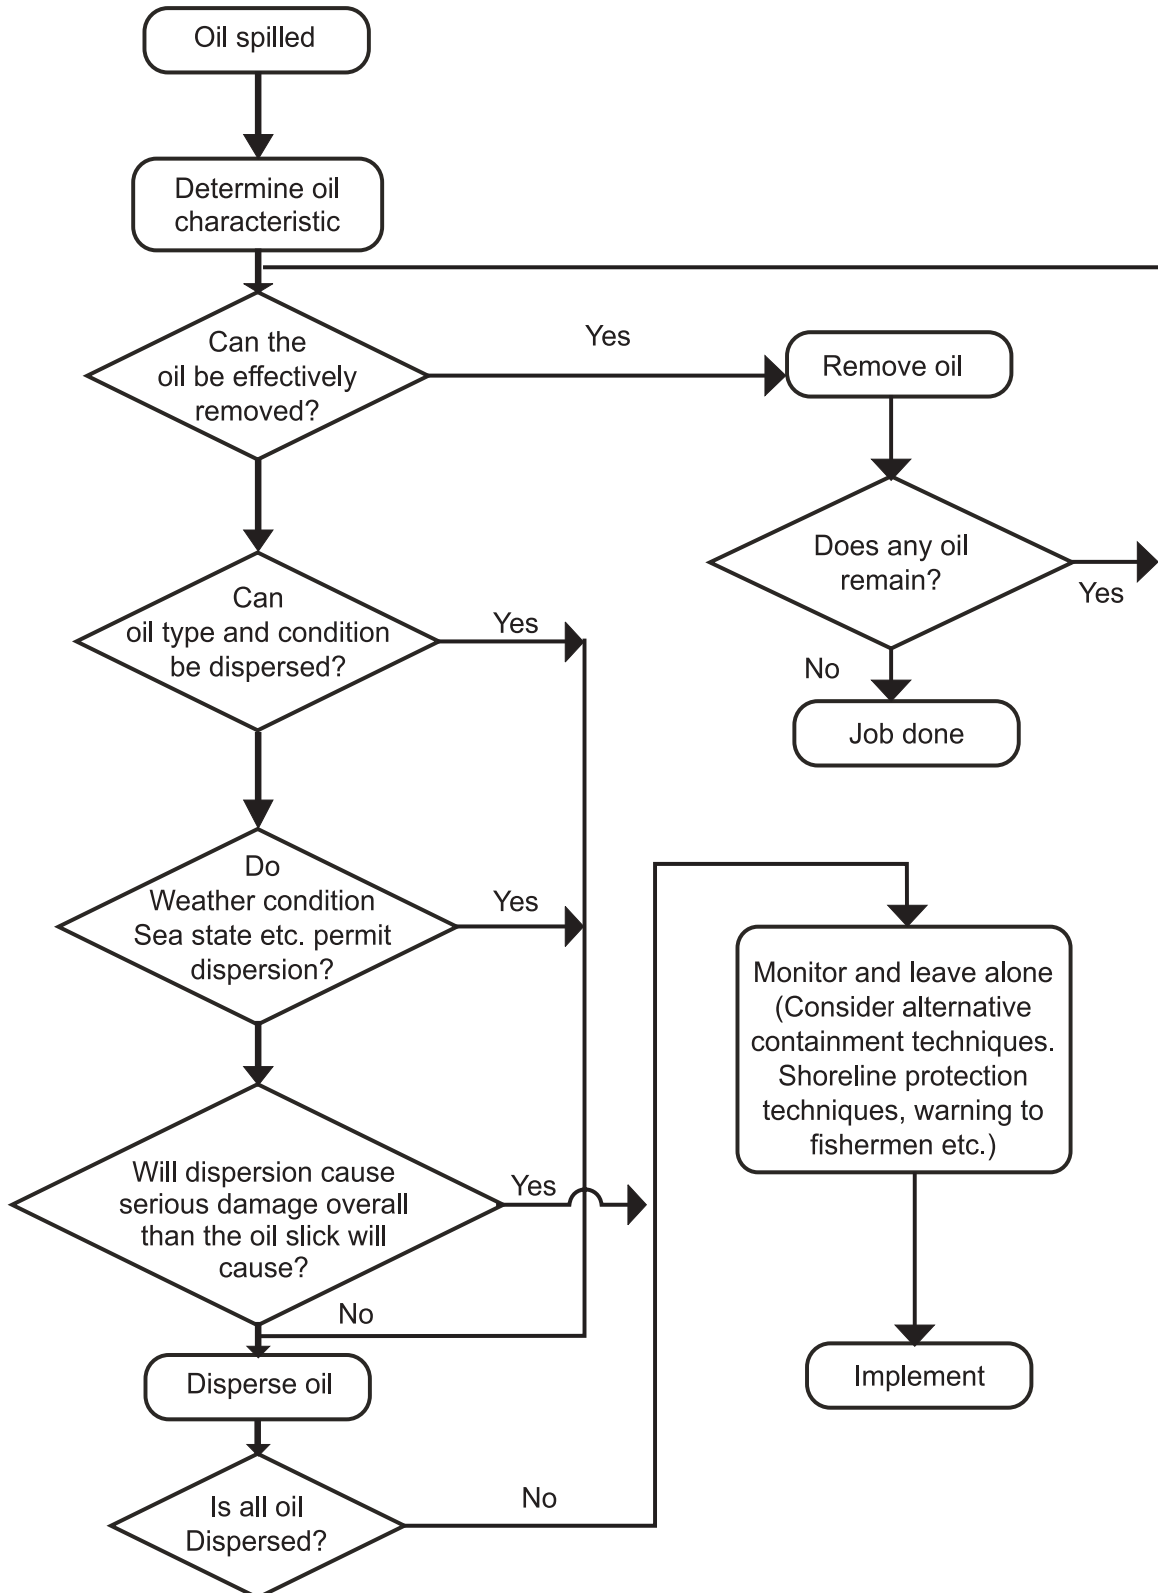 Oil spilled
Determine oil
characteristic
Can the
oil be effectively
removed?
Yes
Remove oil
Does any oil
remain?
Yes
No
Job done
Can
oil type and condition
be dispersed?
Yes
Do
Weather condition
Sea state etc. permit
dispersion?
Yes
Monitor and leave alone
(Consider alternative
containment techniques.
Shoreline protection
techniques, warning to
fishermen etc.)
Will dispersion cause
serious damage overall
than the oil slick will
cause?
Yes
No
Disperse oil
Implement
Is all oil
Dispersed?
No